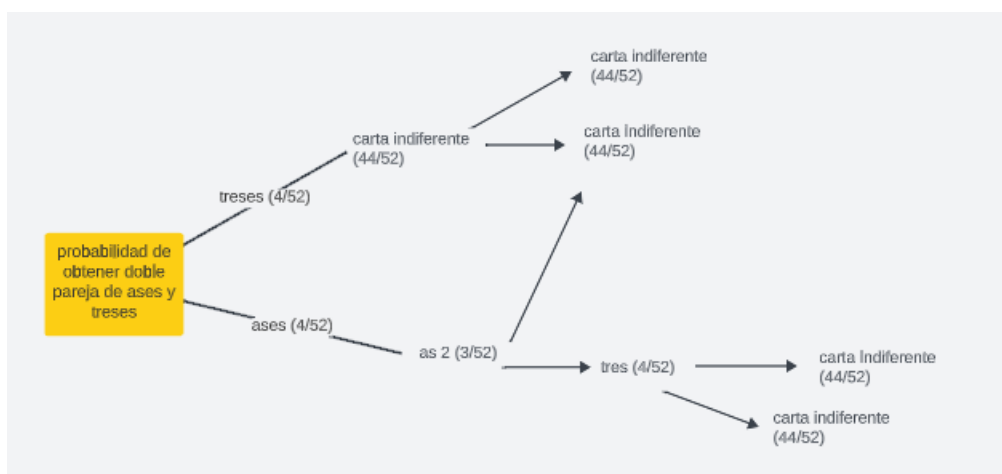 carta indiferente
(44/52)
carta indiferente
(44/52)
carta indiferente
(44/52)
treses (4/52)
probabilidad de
obtener doble
pareja de ases y
treses
ases (4/52)
as 2 (3/52)
tres (4/52)
carta indiferente
(44/52)
carta indiferente
(44/52)